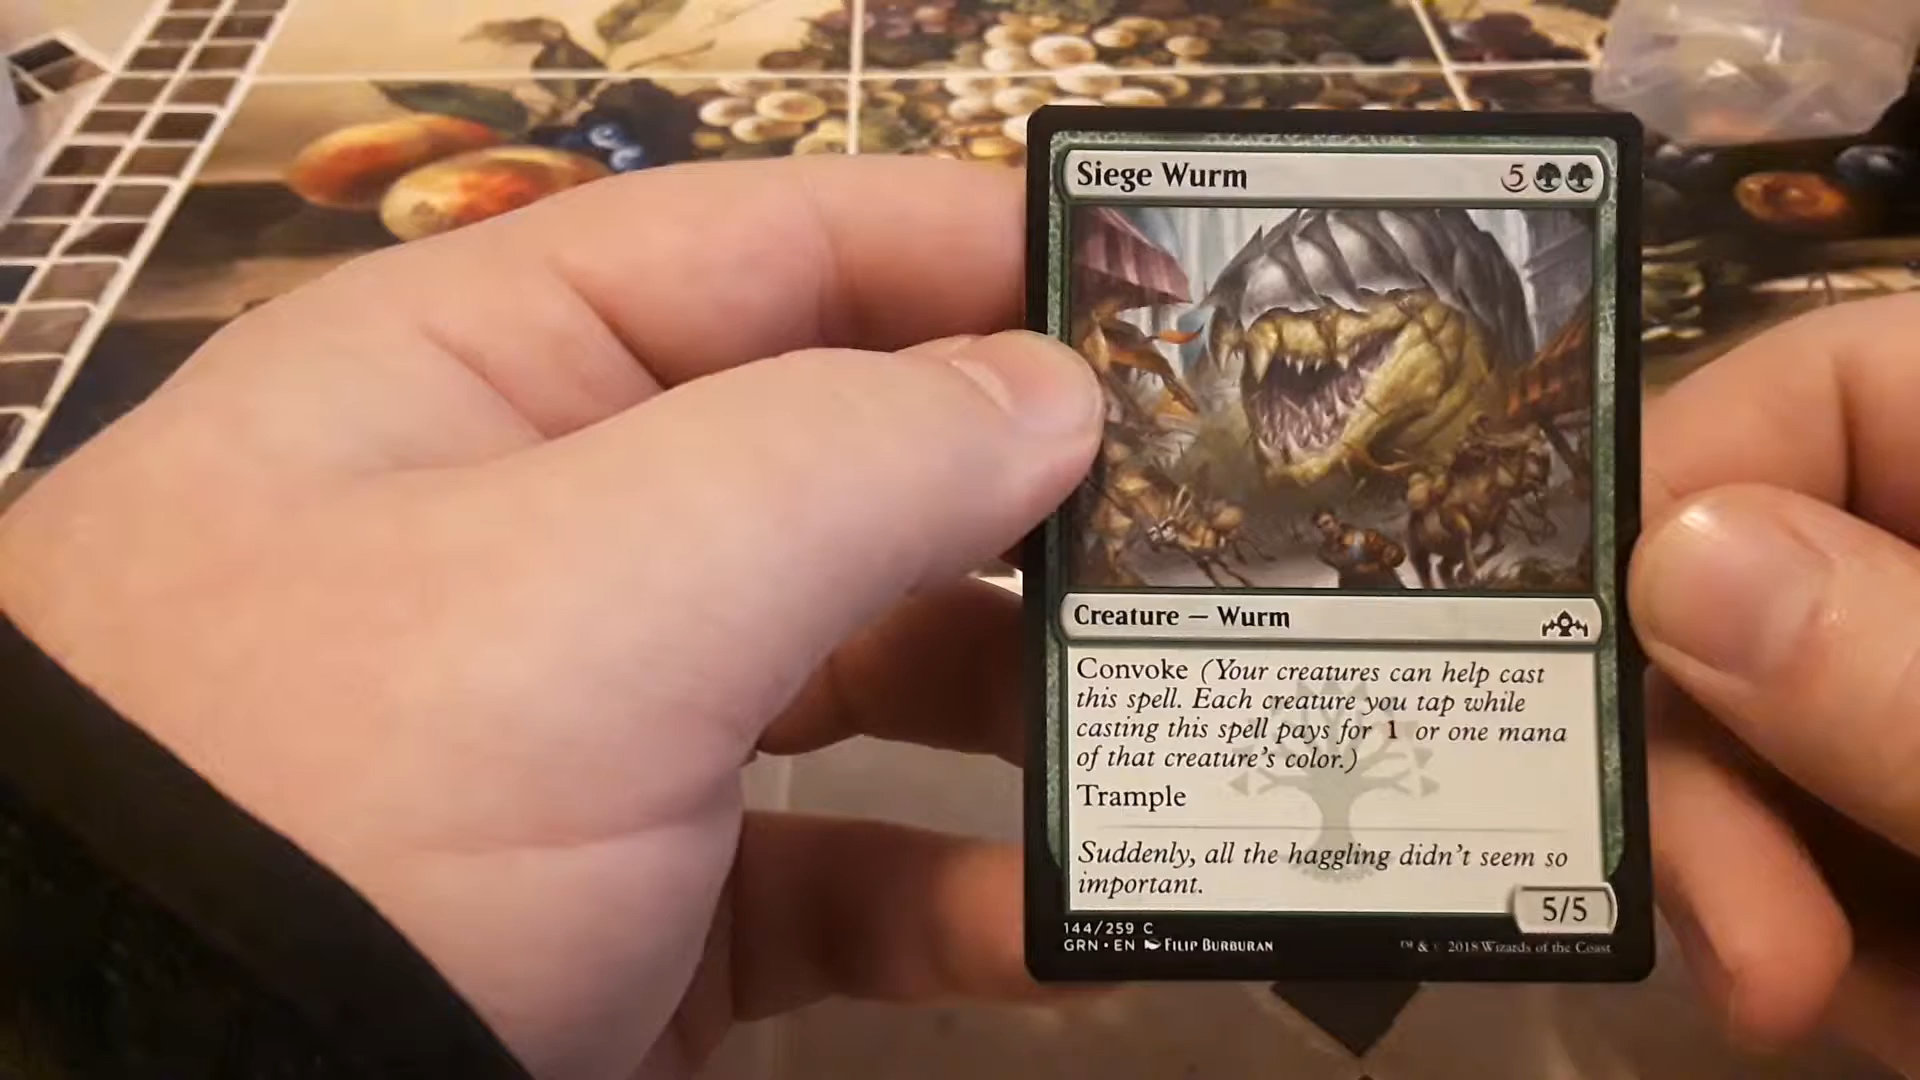 Siege Wurm 5
Creature — Wurm
Convoke (Your creatures can help cast
this spell. Each creature you tap while
casting this spell pays for 1 or one mana
of that creature's color.)
Trample
Suddenly, all the haggling didn't seem so
important.
5/5
144/259 C
GRN • EN FILIP BURBURAN
™ & © 2018 Wizards of the Coast